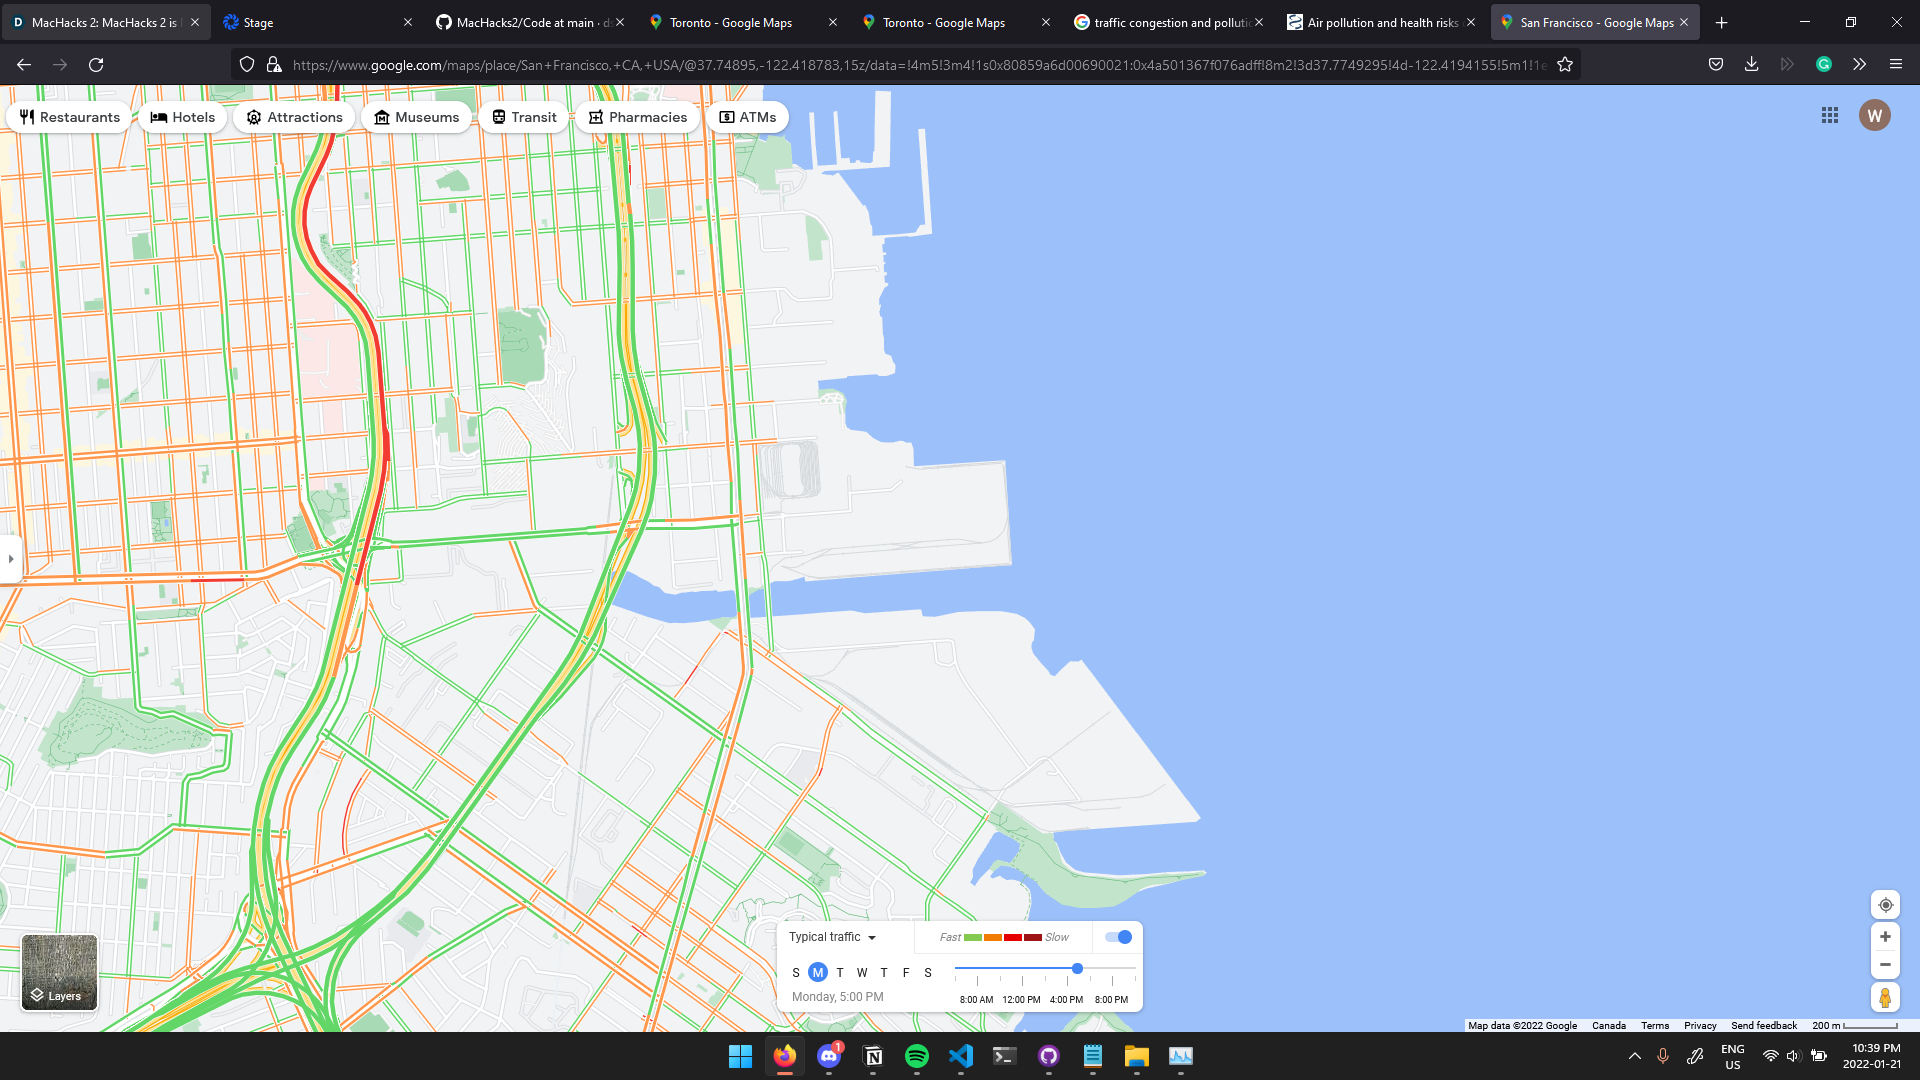 MacHacks 2: MacHacks 2 is
Stage
MacHacks2/Code at main · ds
Toronto - Google Maps
Toronto - Google Maps
traffic congestion and pollutic
Air pollution and health risks
San Francisco - Google Maps
https://www.google.com/maps/place/San+Francisco,+CA,+USA/@37.74895,-122.418783,15z/data=!4m5!3m4!1s0x80859a6d00690021:0x4a501367f076adff!8m2!3d37.7749295!4d-122.4194155!5m1!1e
Restaurants
Hotels
Attractions
Museums
Transit
Pharmacies
ATMs
W
Typical traffic
Fast
Slow
S M T W T F S
Monday, 5:00 PM
8:00 AM 12:00 PM 4:00 PM 8:00 PM
Layers
Map data ©2022 Google Canada Terms Privacy Send feedback 200 m
1
ENG
US
10:39 PM
2022-01-21